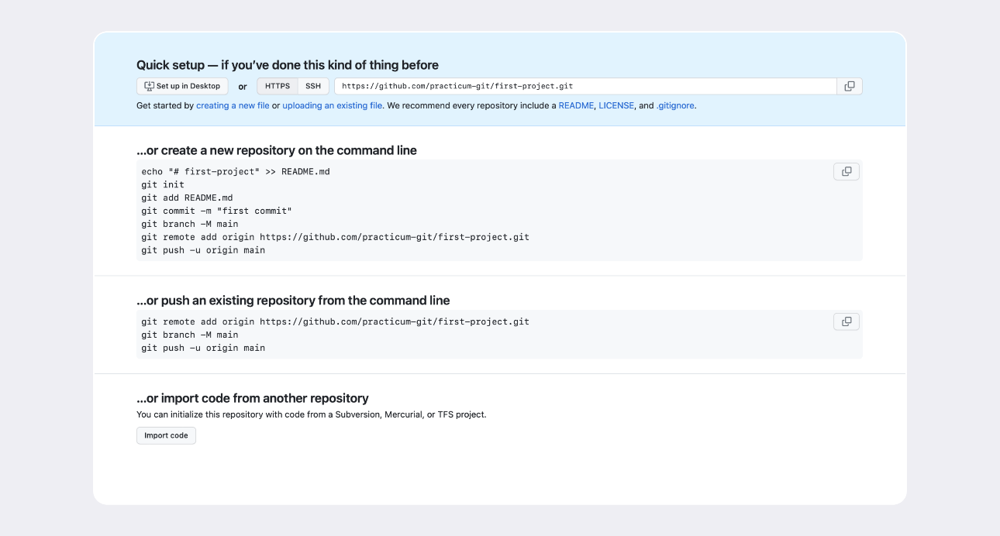 Quick setup — if you’ve done this kind of thing before
Set up in Desktop or HTTPS SSH https://github.com/practicum-git/first-project.git
Get started by creating a new file or uploading an existing file. We recommend every repository include a README, LICENSE, and .gitignore.
...or create a new repository on the command line
echo "# first-project" >> README.md
git init
git add README.md
git commit -m "first commit"
git branch -M main
git remote add origin https://github.com/practicum-git/first-project.git
git push -u origin main
...or push an existing repository from the command line
git remote add origin https://github.com/practicum-git/first-project.git
git branch -M main
git push -u origin main
...or import code from another repository
You can initialize this repository with code from a Subversion, Mercurial, or TFS project.
Import code